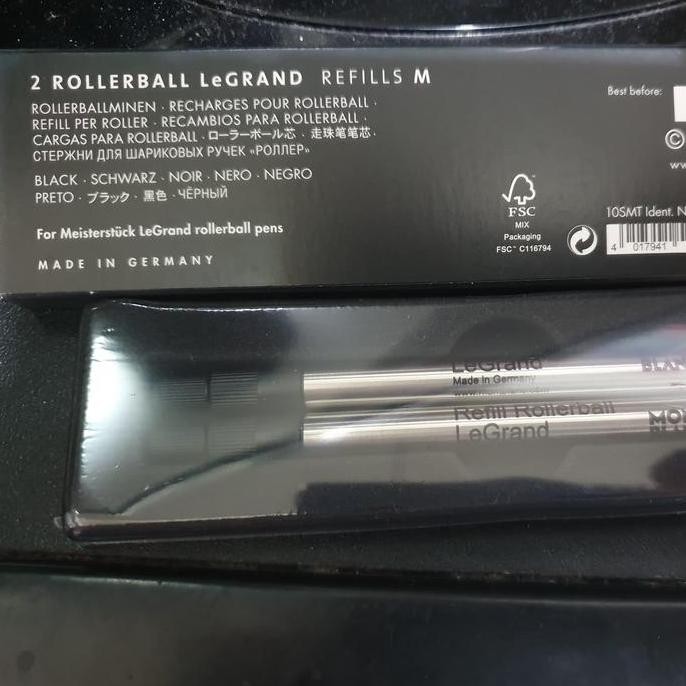 2 ROLLERBALL LeGRAND REFILLS M
Best before:
ROLLERBALLMINEN · RECHARGES POUR ROLLERBALL ·
REFILL PER ROLLER · RECAMBIOS PARA ROLLERBALL ·
CARGAS PARA ROLLERBALL · ローラーボール芯 · 走珠笔笔芯 ·
СТЕРЖНИ ДЛЯ ШАРИКОВЫХ РУЧЕК «РОЛЛЕР»
©
BLACK · SCHWARZ · NOIR · NERO · NEGRO
PRETO · ブラック · 黑色 · ЧЁРНЫЙ
FSC
MIX
Packaging
FSC™ C116794
10SMT Ident. N
For Meisterstück LeGrand rollerball pens
4 017941
MADE IN GERMANY
LeGrand
Made in Germany
Refill Rollerball
LeGrand